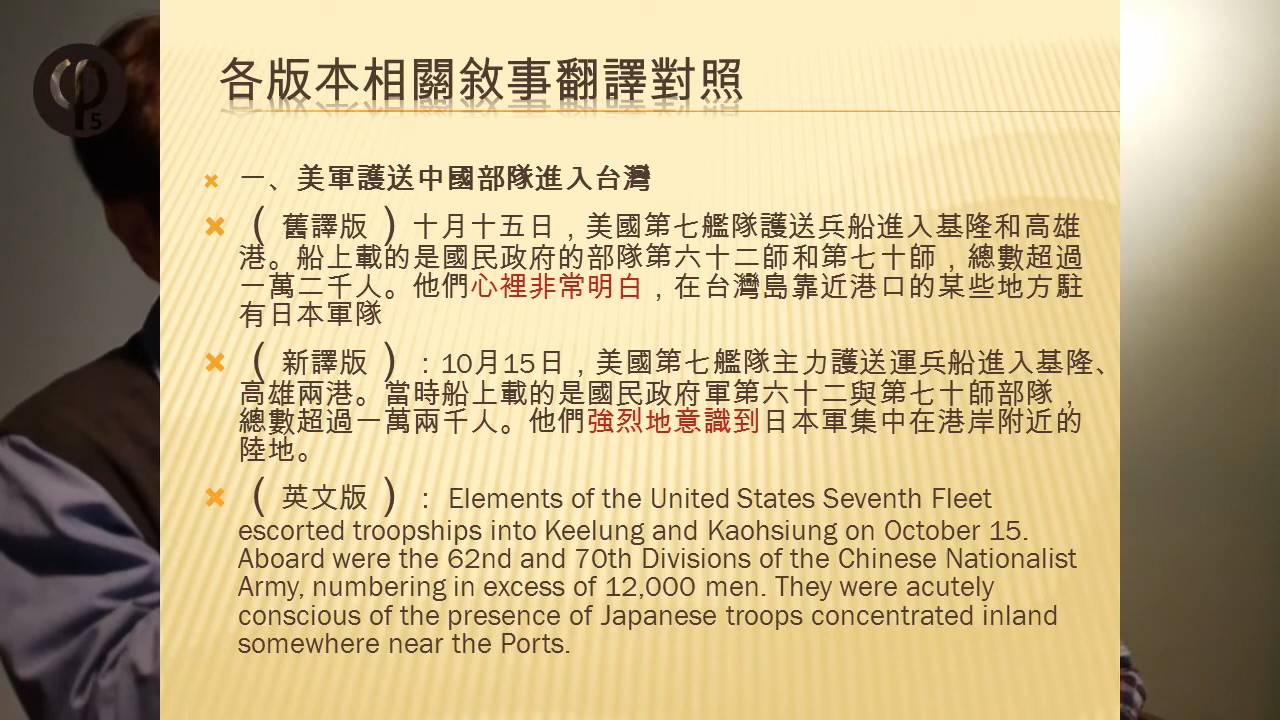 φ5
各版本相關敘事翻譯對照
一、美軍護送中國部隊進入台灣
（舊譯版）十月十五日，美國第七艦隊護送兵船進入基隆和高雄
港。船上載的是國民政府的部隊第六十二師和第七十師，總數超過
一萬二千人。他們心裡非常明白，在台灣島靠近港口的某些地方駐
有日本軍隊
（新譯版）：10月15日，美國第七艦隊主力護送運兵船進入基隆、
高雄兩港。當時船上載的是國民政府軍第六十二與第七十師部隊，
總數超過一萬兩千人。他們強烈地意識到日本軍集中在港岸附近的
陸地。
（英文版）： Elements of the United States Seventh Fleet
escorted troopships into Keelung and Kaohsiung on October 15.
Aboard were the 62nd and 70th Divisions of the Chinese Nationalist
Army, numbering in excess of 12,000 men. They were acutely
conscious of the presence of Japanese troops concentrated inland
somewhere near the Ports.